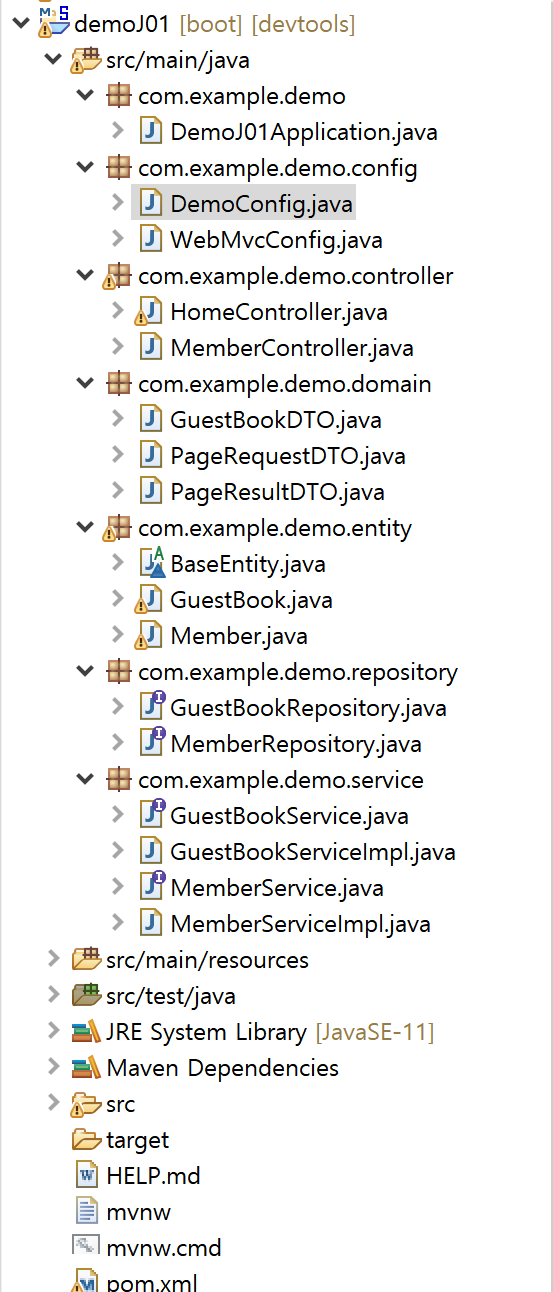 demoJ01 [boot] [devtools]
src/main/java
com.example.demo
DemoJ01Application.java
com.example.demo.config
DemoConfig.java
WebMvcConfig.java
com.example.demo.controller
HomeController.java
MemberController.java
com.example.demo.domain
GuestBookDTO.java
PageRequestDTO.java
PageResultDTO.java
com.example.demo.entity
BaseEntity.java
GuestBook.java
Member.java
com.example.demo.repository
GuestBookRepository.java
MemberRepository.java
com.example.demo.service
GuestBookService.java
GuestBookServiceImpl.java
MemberService.java
MemberServiceImpl.java
src/main/resources
src/test/java
JRE System Library [JavaSE-11]
Maven Dependencies
src
target
HELP.md
mvnw
mvnw.cmd
pom.xml